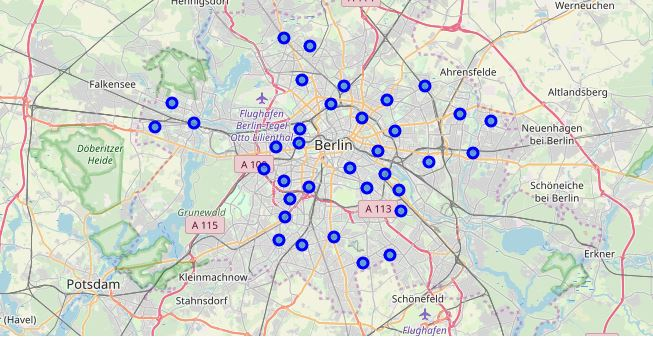 Hennigsdorf
Werneuchen
Falkensee
Ahrensfelde
Altlandsberg
Flughafen
Berlin-Tegel
Otto Lilienthal
Neuenhagen
bei Berlin
Döberitzer
Heide
Berlin
A 100
Schöneiche
bei Berlin
Grunewald
A 113
A 115
Erkner
Kleinmachnow
Potsdam
Stahnsdorf
Schönefeld
(Havel)
Flughafen